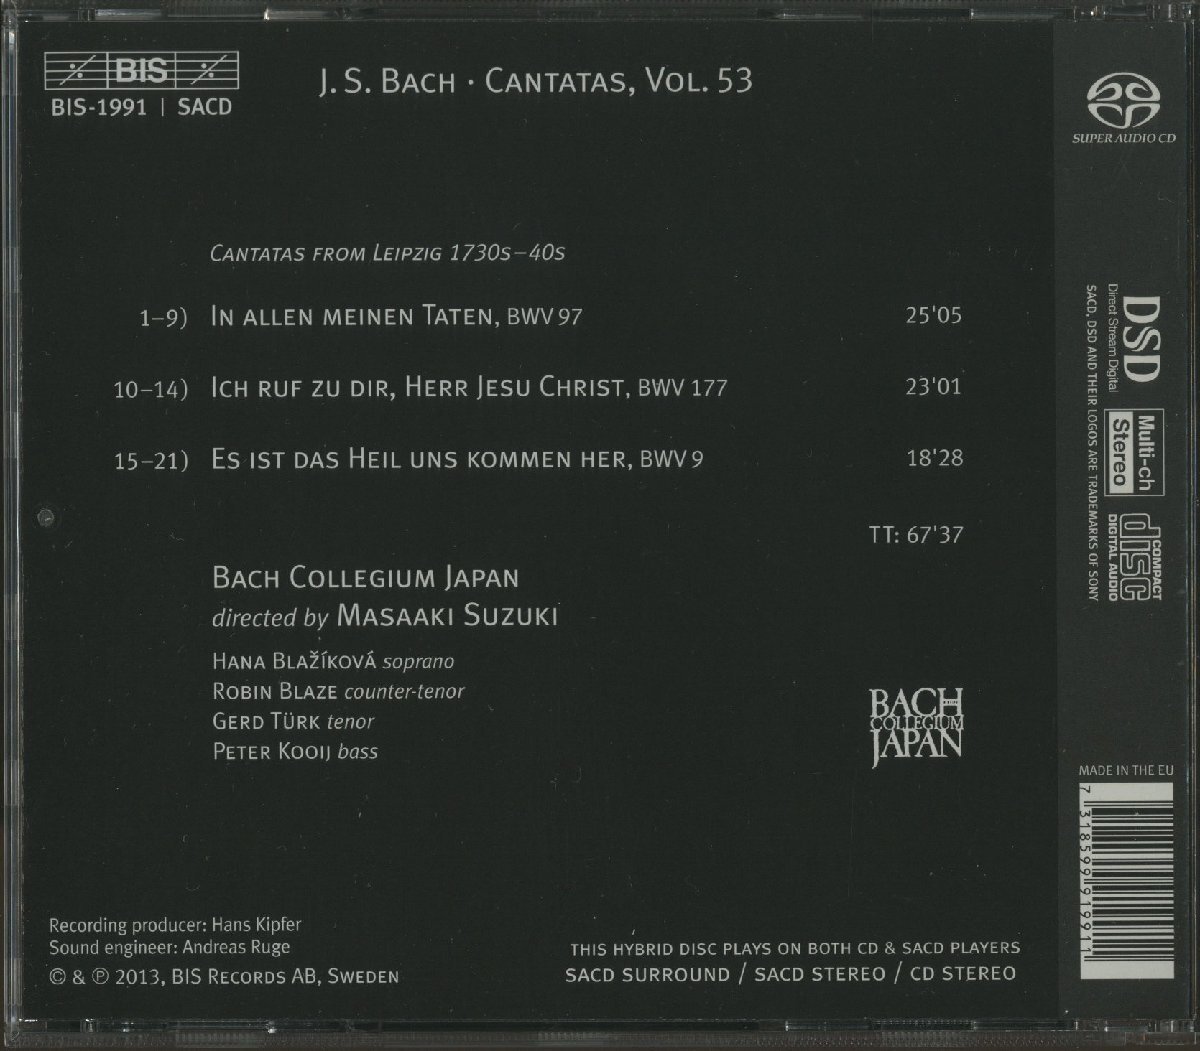 BIS
BIS-1991 | SACD
J. S. Bach · Cantatas, Vol. 53
SUPER AUDIO CD
Cantatas from Leipzig 1730s–40s
1–9) In allen meinen Taten, BWV 97 25'05
10–14) Ich ruf zu dir, Herr Jesu Christ, BWV 177 23'01
15–21) Es ist das Heil uns kommen her, BWV 9 18'28
TT: 67'37
Bach Collegium Japan
directed by Masaaki Suzuki
Hana Blažíková soprano
Robin Blaze counter-tenor
Gerd Türk tenor
Peter Kooij bass
BACH
COLLEGIUM
JAPAN
Recording producer: Hans Kipfer
Sound engineer: Andreas Ruge
© & ℗ 2013, BIS Records AB, Sweden
THIS HYBRID DISC PLAYS ON BOTH CD & SACD PLAYERS
SACD SURROUND / SACD STEREO / CD STEREO
DSD
Direct Stream Digital
SACD, DSD AND THEIR LOGOS ARE TRADEMARKS OF SONY
Multi-ch
Stereo
COMPACT
disc
DIGITAL AUDIO
MADE IN THE EU
7 318599 919911